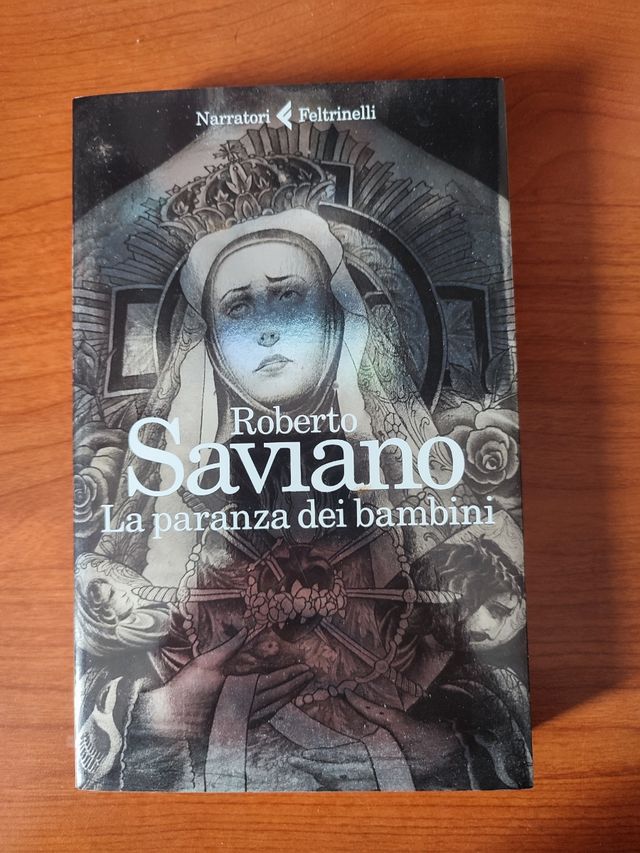 Narratori Feltrinelli
Roberto
Saviano
La paranza dei bambini